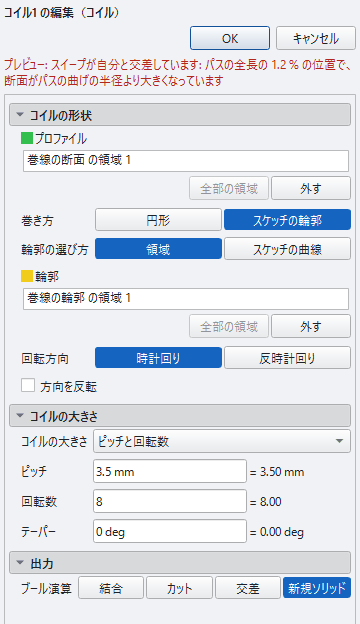 コイル1 の編集（コイル）
OK
キャンセル
プレビュー: スイープが自分と交差しています: パスの全長の 1.2 % の位置で、
断面がパスの曲げの半径より大きくなっています
コイルの形状
プロファイル
巻線の断面 の領域 1
全部の領域
外す
巻き方
円形
スケッチの輪郭
輪郭の選び方
領域
スケッチの曲線
輪郭
巻線の輪郭 の領域 1
全部の領域
外す
回転方向
時計回り
反時計回り
方向を反転
コイルの大きさ
コイルの大きさ
ピッチと回転数
ピッチ
3.5 mm
= 3.50 mm
回転数
8
= 8.00
テーパー
0 deg
= 0.00 deg
出力
ブール演算
結合
カット
交差
新規ソリッド